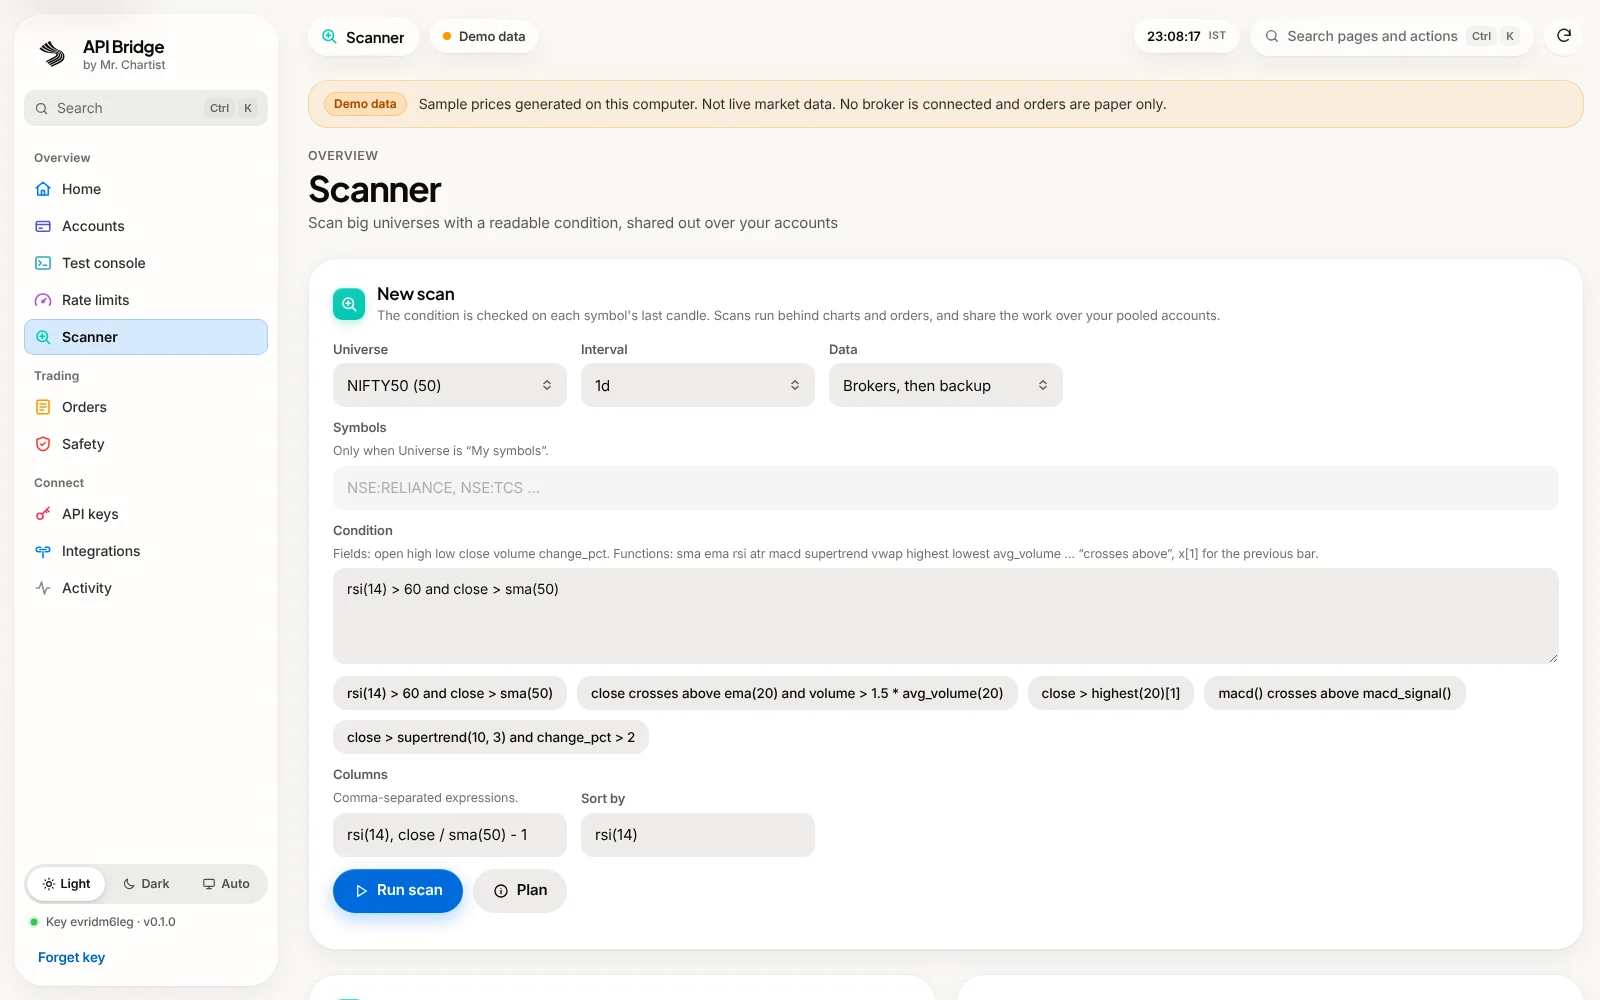 API Bridge
by Mr. Chartist
Search Ctrl K
Overview
Home
Accounts
Test console
Rate limits
Scanner
Trading
Orders
Safety
Connect
API keys
Integrations
Activity
Light Dark Auto
Key evridm6leg · v0.1.0
Forget key
Scanner Demo data 23:08:17 IST Search pages and actions Ctrl K
Demo data Sample prices generated on this computer. Not live market data. No broker is connected and orders are paper only.
OVERVIEW
Scanner
Scan big universes with a readable condition, shared out over your accounts
New scan
The condition is checked on each symbol's last candle. Scans run behind charts and orders, and share the work over your pooled accounts.
Universe Interval Data
NIFTY50 (50) 1d Brokers, then backup
Symbols
Only when Universe is “My symbols”.
NSE:RELIANCE, NSE:TCS ...
Condition
Fields: open high low close volume change_pct. Functions: sma ema rsi atr macd supertrend vwap highest lowest avg_volume ... “crosses above”, x[1] for the previous bar.
rsi(14) > 60 and close > sma(50)
rsi(14) > 60 and close > sma(50) close crosses above ema(20) and volume > 1.5 * avg_volume(20) close > highest(20)[1] macd() crosses above macd_signal()
close > supertrend(10, 3) and change_pct > 2
Columns
Comma-separated expressions. Sort by
rsi(14), close / sma(50) - 1 rsi(14)
Run scan Plan